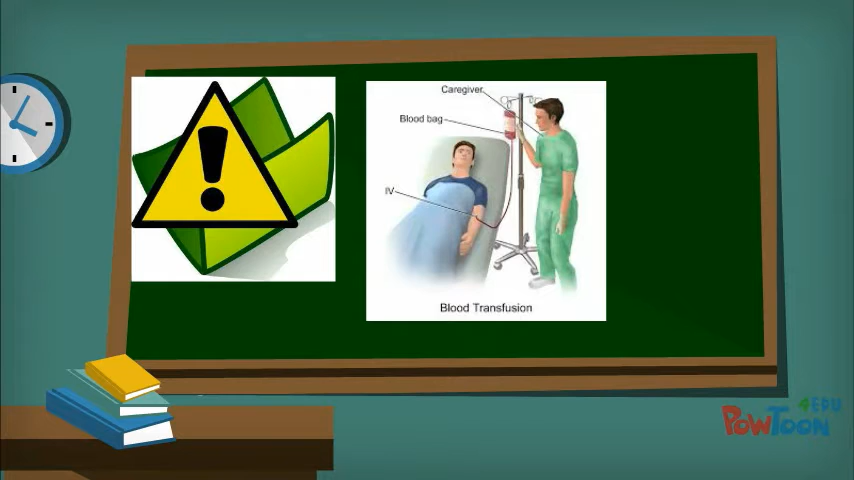 Caregiver
Blood bag
IV
Blood Transfusion
4EDU
PowToon